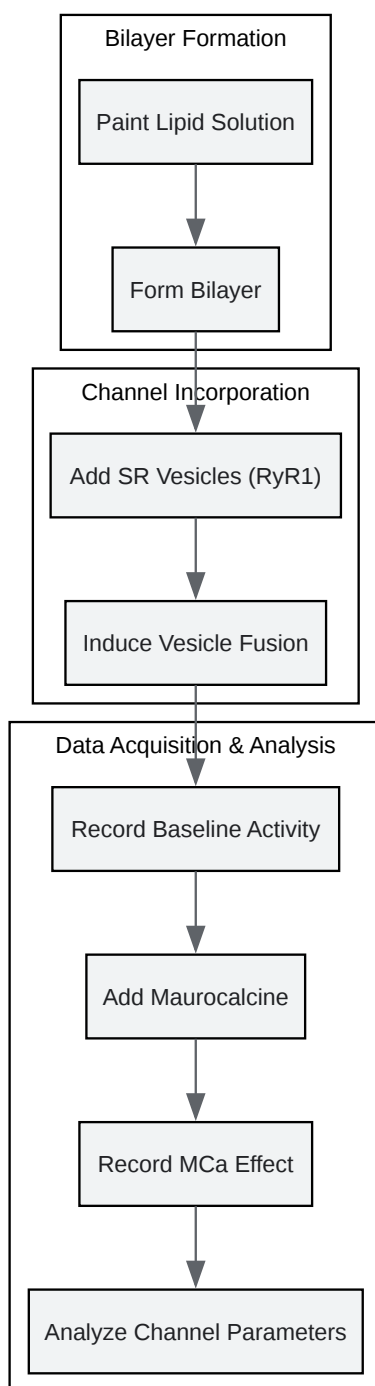 Bilayer Formation
Paint Lipid Solution
Form Bilayer
Channel Incorporation
Add SR Vesicles (RyR1)
Induce Vesicle Fusion
Data Acquisition & Analysis
Record Baseline Activity
Add Maurocalcine
Record MCa Effect
Analyze Channel Parameters